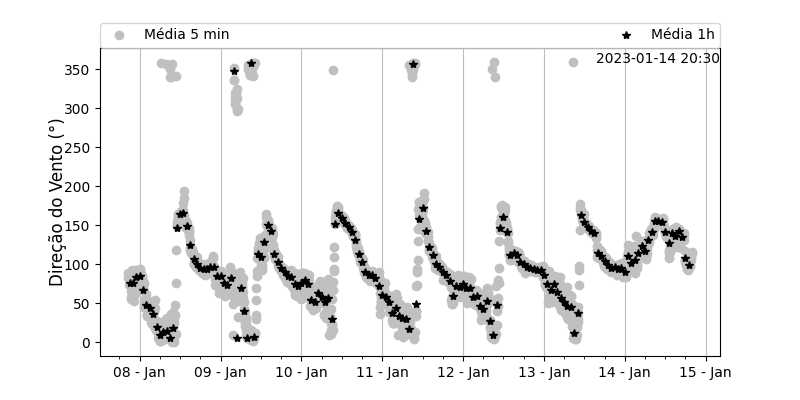 Média 5 min
Média 1h
2023-01-14 20:30
Direção do Vento (°)
350
300
250
200
150
100
50
0
08 - Jan
09 - Jan
10 - Jan
11 - Jan
12 - Jan
13 - Jan
14 - Jan
15 - Jan